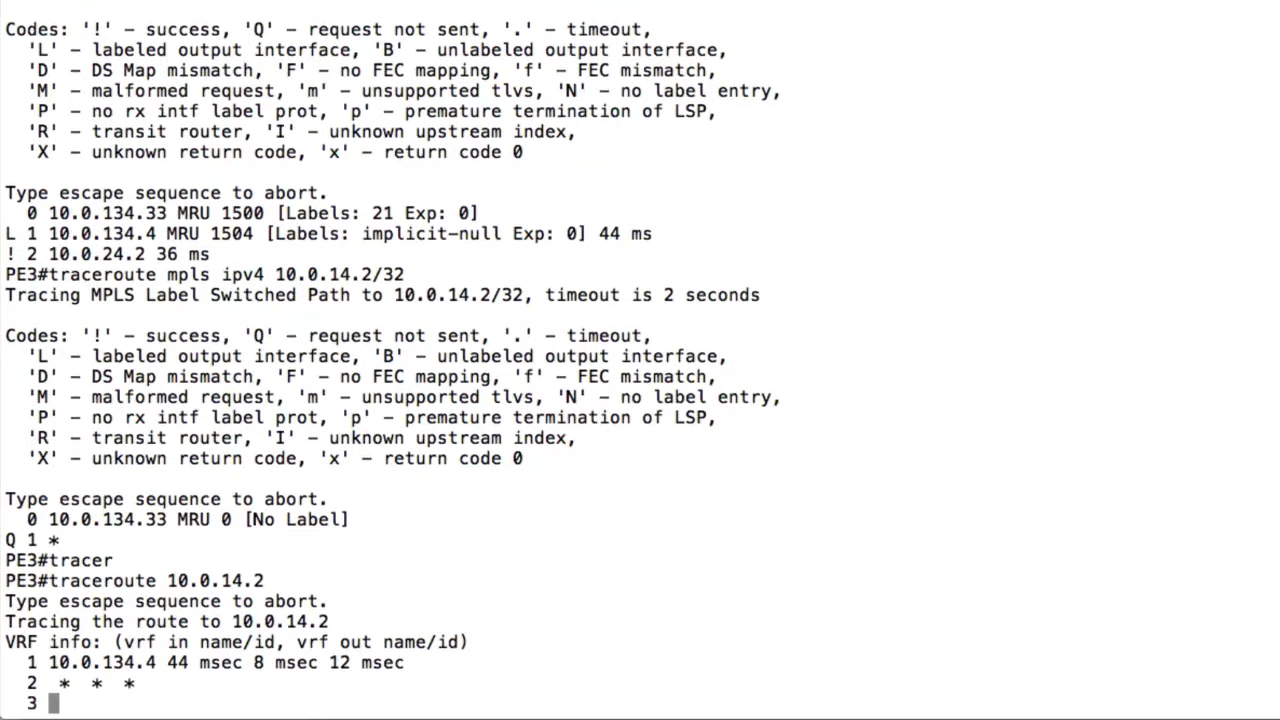 Codes: '!' - success, 'Q' - request not sent, '.' - timeout,
'L' - labeled output interface, 'B' - unlabeled output interface,
'D' - DS Map mismatch, 'F' - no FEC mapping, 'f' - FEC mismatch,
'M' - malformed request, 'm' - unsupported tlvs, 'N' - no label entry,
'P' - no rx intf label prot, 'p' - premature termination of LSP,
'R' - transit router, 'I' - unknown upstream index,
'X' - unknown return code, 'x' - return code 0
Type escape sequence to abort.
0 10.0.134.33 MRU 1500 [Labels: 21 Exp: 0]
L 1 10.0.134.4 MRU 1504 [Labels: implicit-null Exp: 0] 44 ms
! 2 10.0.24.2 36 ms
PE3#traceroute mpls ipv4 10.0.14.2/32
Tracing MPLS Label Switched Path to 10.0.14.2/32, timeout is 2 seconds
Codes: '!' - success, 'Q' - request not sent, '.' - timeout,
'L' - labeled output interface, 'B' - unlabeled output interface,
'D' - DS Map mismatch, 'F' - no FEC mapping, 'f' - FEC mismatch,
'M' - malformed request, 'm' - unsupported tlvs, 'N' - no label entry,
'P' - no rx intf label prot, 'p' - premature termination of LSP,
'R' - transit router, 'I' - unknown upstream index,
'X' - unknown return code, 'x' - return code 0
Type escape sequence to abort.
0 10.0.134.33 MRU 0 [No Label]
Q 1 *
PE3#tracer
PE3#traceroute 10.0.14.2
Type escape sequence to abort.
Tracing the route to 10.0.14.2
VRF info: (vrf in name/id, vrf out name/id)
1 10.0.134.4 44 msec 8 msec 12 msec
2 * * *
3